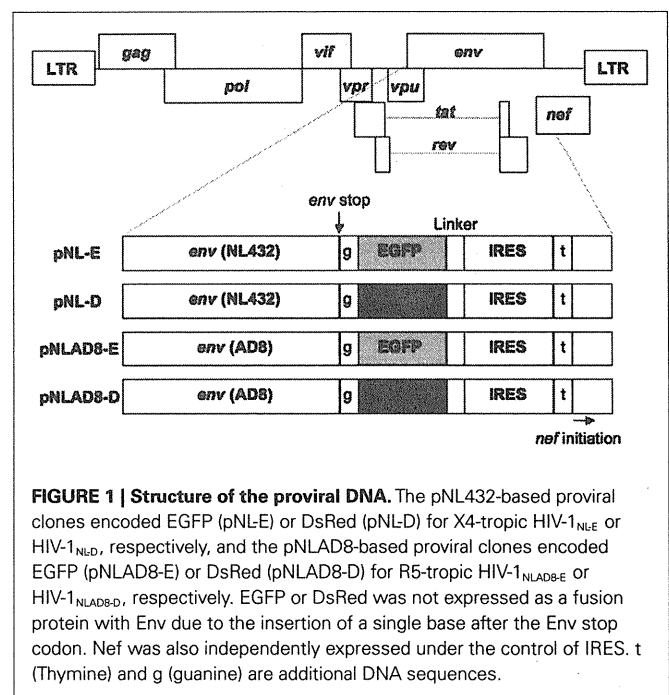 gag vif env
LTR LTR
pol vpr vpu
tat nef
rev
env stop
Linker
pNL-E env (NL432) g EGFP IRES t
pNL-D env (NL432) g IRES t
pNLAD8-E env (AD8) g EGFP IRES t
pNLAD8-D env (AD8) g IRES t
nef initiation
FIGURE 1 | Structure of the proviral DNA. The pNL432-based proviral
clones encoded EGFP (pNL-E) or DsRed (pNL-D) for X4-tropic HIV-1NL-E or
HIV-1NL-D, respectively, and the pNLAD8-based proviral clones encoded
EGFP (pNLAD8-E) or DsRed (pNLAD8-D) for R5-tropic HIV-1NLAD8-E or
HIV-1NLAD8-D, respectively. EGFP or DsRed was not expressed as a fusion
protein with Env due to the insertion of a single base after the Env stop
codon. Nef was also independently expressed under the control of IRES. t
(Thymine) and g (guanine) are additional DNA sequences.